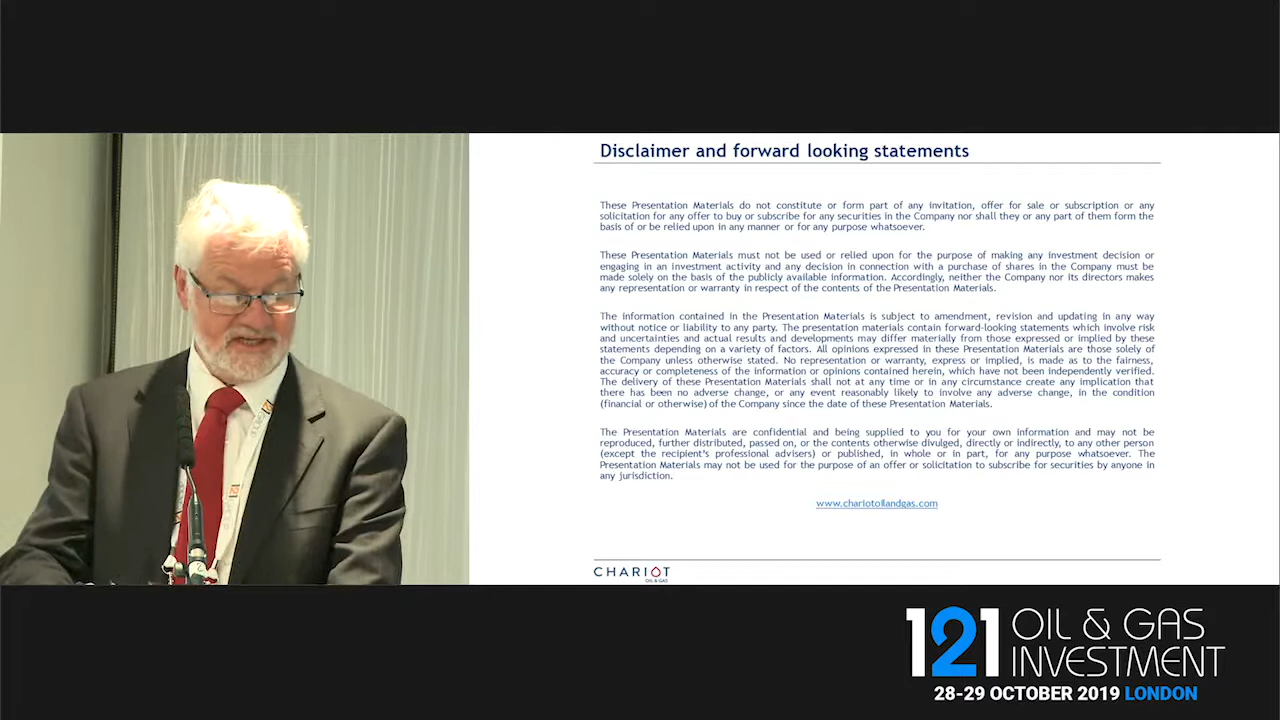 Disclaimer and forward looking statements
These Presentation Materials do not constitute or form part of any invitation, offer for sale or subscription or any
solicitation for any offer to buy or subscribe for any securities in the Company nor shall they or any part of them form the
basis of or be relied upon in any manner or for any purpose whatsoever.
These Presentation Materials must not be used or relied upon for the purpose of making any investment decision or
engaging in an investment activity and any decision in connection with a purchase of shares in the Company must be
made solely on the basis of the publicly available information. Accordingly, neither the Company nor its directors makes
any representation or warranty in respect of the contents of the Presentation Materials.
The information contained in the Presentation Materials is subject to amendment, revision and updating in any way
without notice or liability to any party. The presentation materials contain forward-looking statements which involve risk
and uncertainties and actual results and developments may differ materially from those expressed or implied by these
statements depending on a variety of factors. All opinions expressed in these Presentation Materials are those solely of
the Company unless otherwise stated. No representation or warranty, express or implied, is made as to the fairness,
accuracy or completeness of the information or opinions contained herein, which have not been independently verified.
The delivery of these Presentation Materials shall not at any time or in any circumstance create any implication that
there has been no adverse change, or any event reasonably likely to involve any adverse change, in the condition
(financial or otherwise) of the Company since the date of these Presentation Materials.
The Presentation Materials are confidential and being supplied to you for your own information and may not be
reproduced, further distributed, passed on, or the contents otherwise divulged, directly or indirectly, to any other person
(except the recipient's professional advisers) or published, in whole or in part, for any purpose whatsoever. The
Presentation Materials may not be used for the purpose of an offer or solicitation to subscribe for securities by anyone in
any jurisdiction.
www.chariotoilandgas.com
CHARIOT
OIL & GAS
121 OIL & GAS
INVESTMENT
28-29 OCTOBER 2019 LONDON